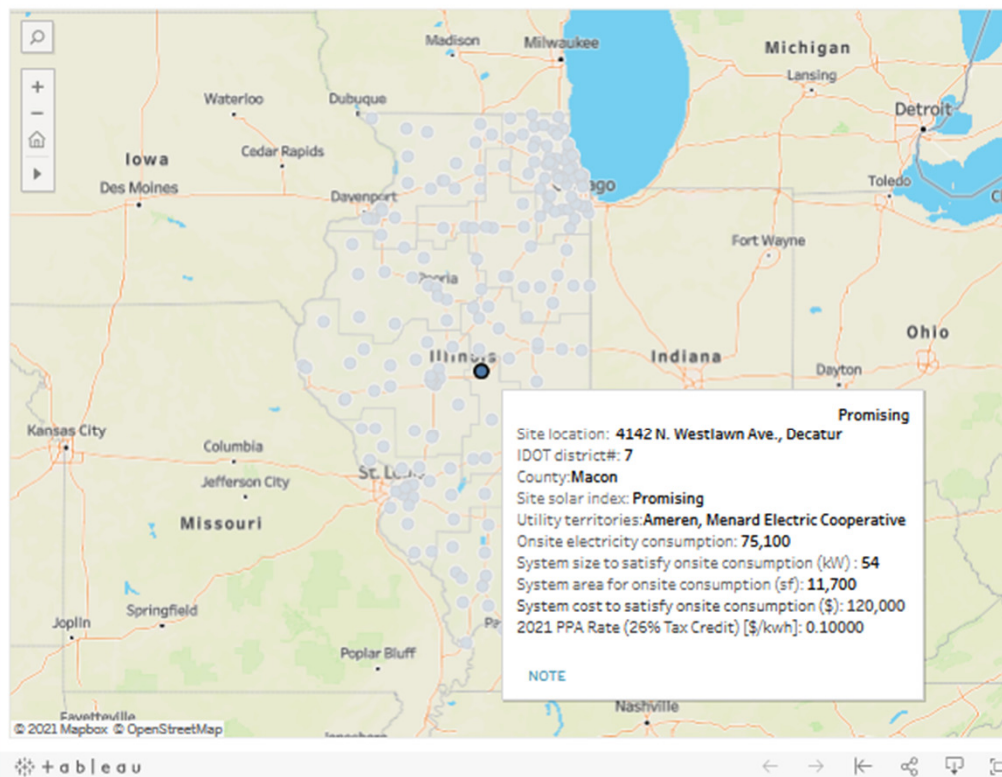 Madison
Milwaukee
Michigan
Lansing
Waterloo
Dubuque
Detroit
Iowa
Cedar Rapids
Des Moines
Davenport
Toledo
Fort Wayne
Illinois
Indiana
Ohio
Dayton
Kansas City
Columbia
Jefferson City
St. Lou
Missouri
Springfield
Joplin
Poplar Bluff
Nashville
Promising
Site location: 4142 N. Westlawn Ave., Decatur
IDOT district#: 7
County:Macon
Site solar index: Promising
Utility territories:Ameren, Menard Electric Cooperative
Onsite electricity consumption: 75,100
System size to satisfy onsite consumption (kW) : 54
System area for onsite consumption (sf): 11,700
System cost to satisfy onsite consumption ($): 120,000
2021 PPA Rate (26% Tax Credit) [$/kwh]: 0.10000
NOTE
Fayetteville
© 2021 Mapbox © OpenStreetMap
+ableau